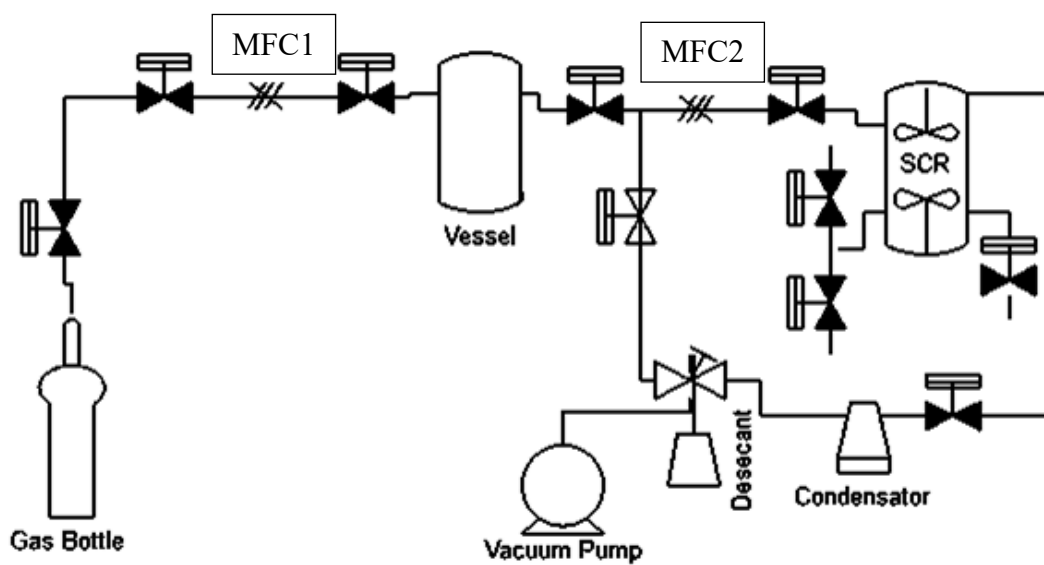 MFC1
MFC2
SCR
Vessel
Desecant
Condensator
Gas Bottle
Vacuum Pump